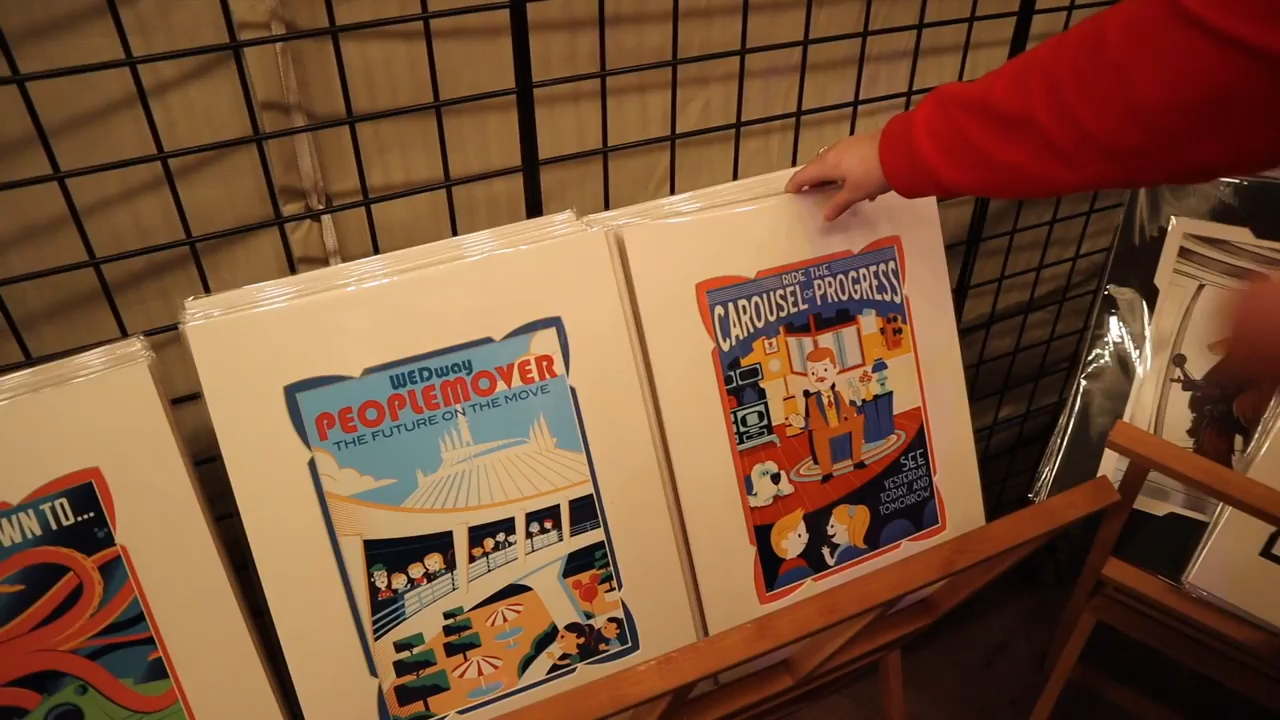 WN TO...
WEDway
PEOPLEMOVER
THE FUTURE ON THE MOVE
RIDE THE
CAROUSEL OF PROGRESS
SEE
YESTERDAY,
TODAY, AND
TOMORROW